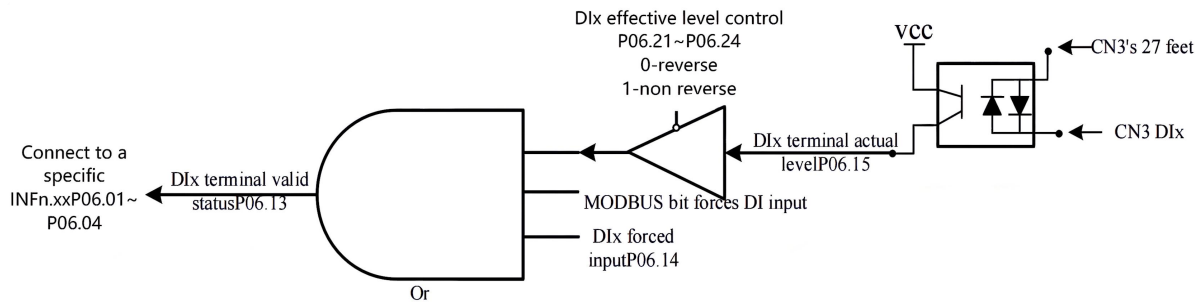 DIx effective level control
P06.21~P06.24
0-reverse
1-non reverse
vcc
CN3's 27 feet
CN3 DIx
DIx terminal actual
levelP06.15
Connect to a
specific
INFn.xxP06.01~
P06.04
DIx terminal valid
statusP06.13
MODBUS bit forces DI input
DIx forced
inputP06.14
Or